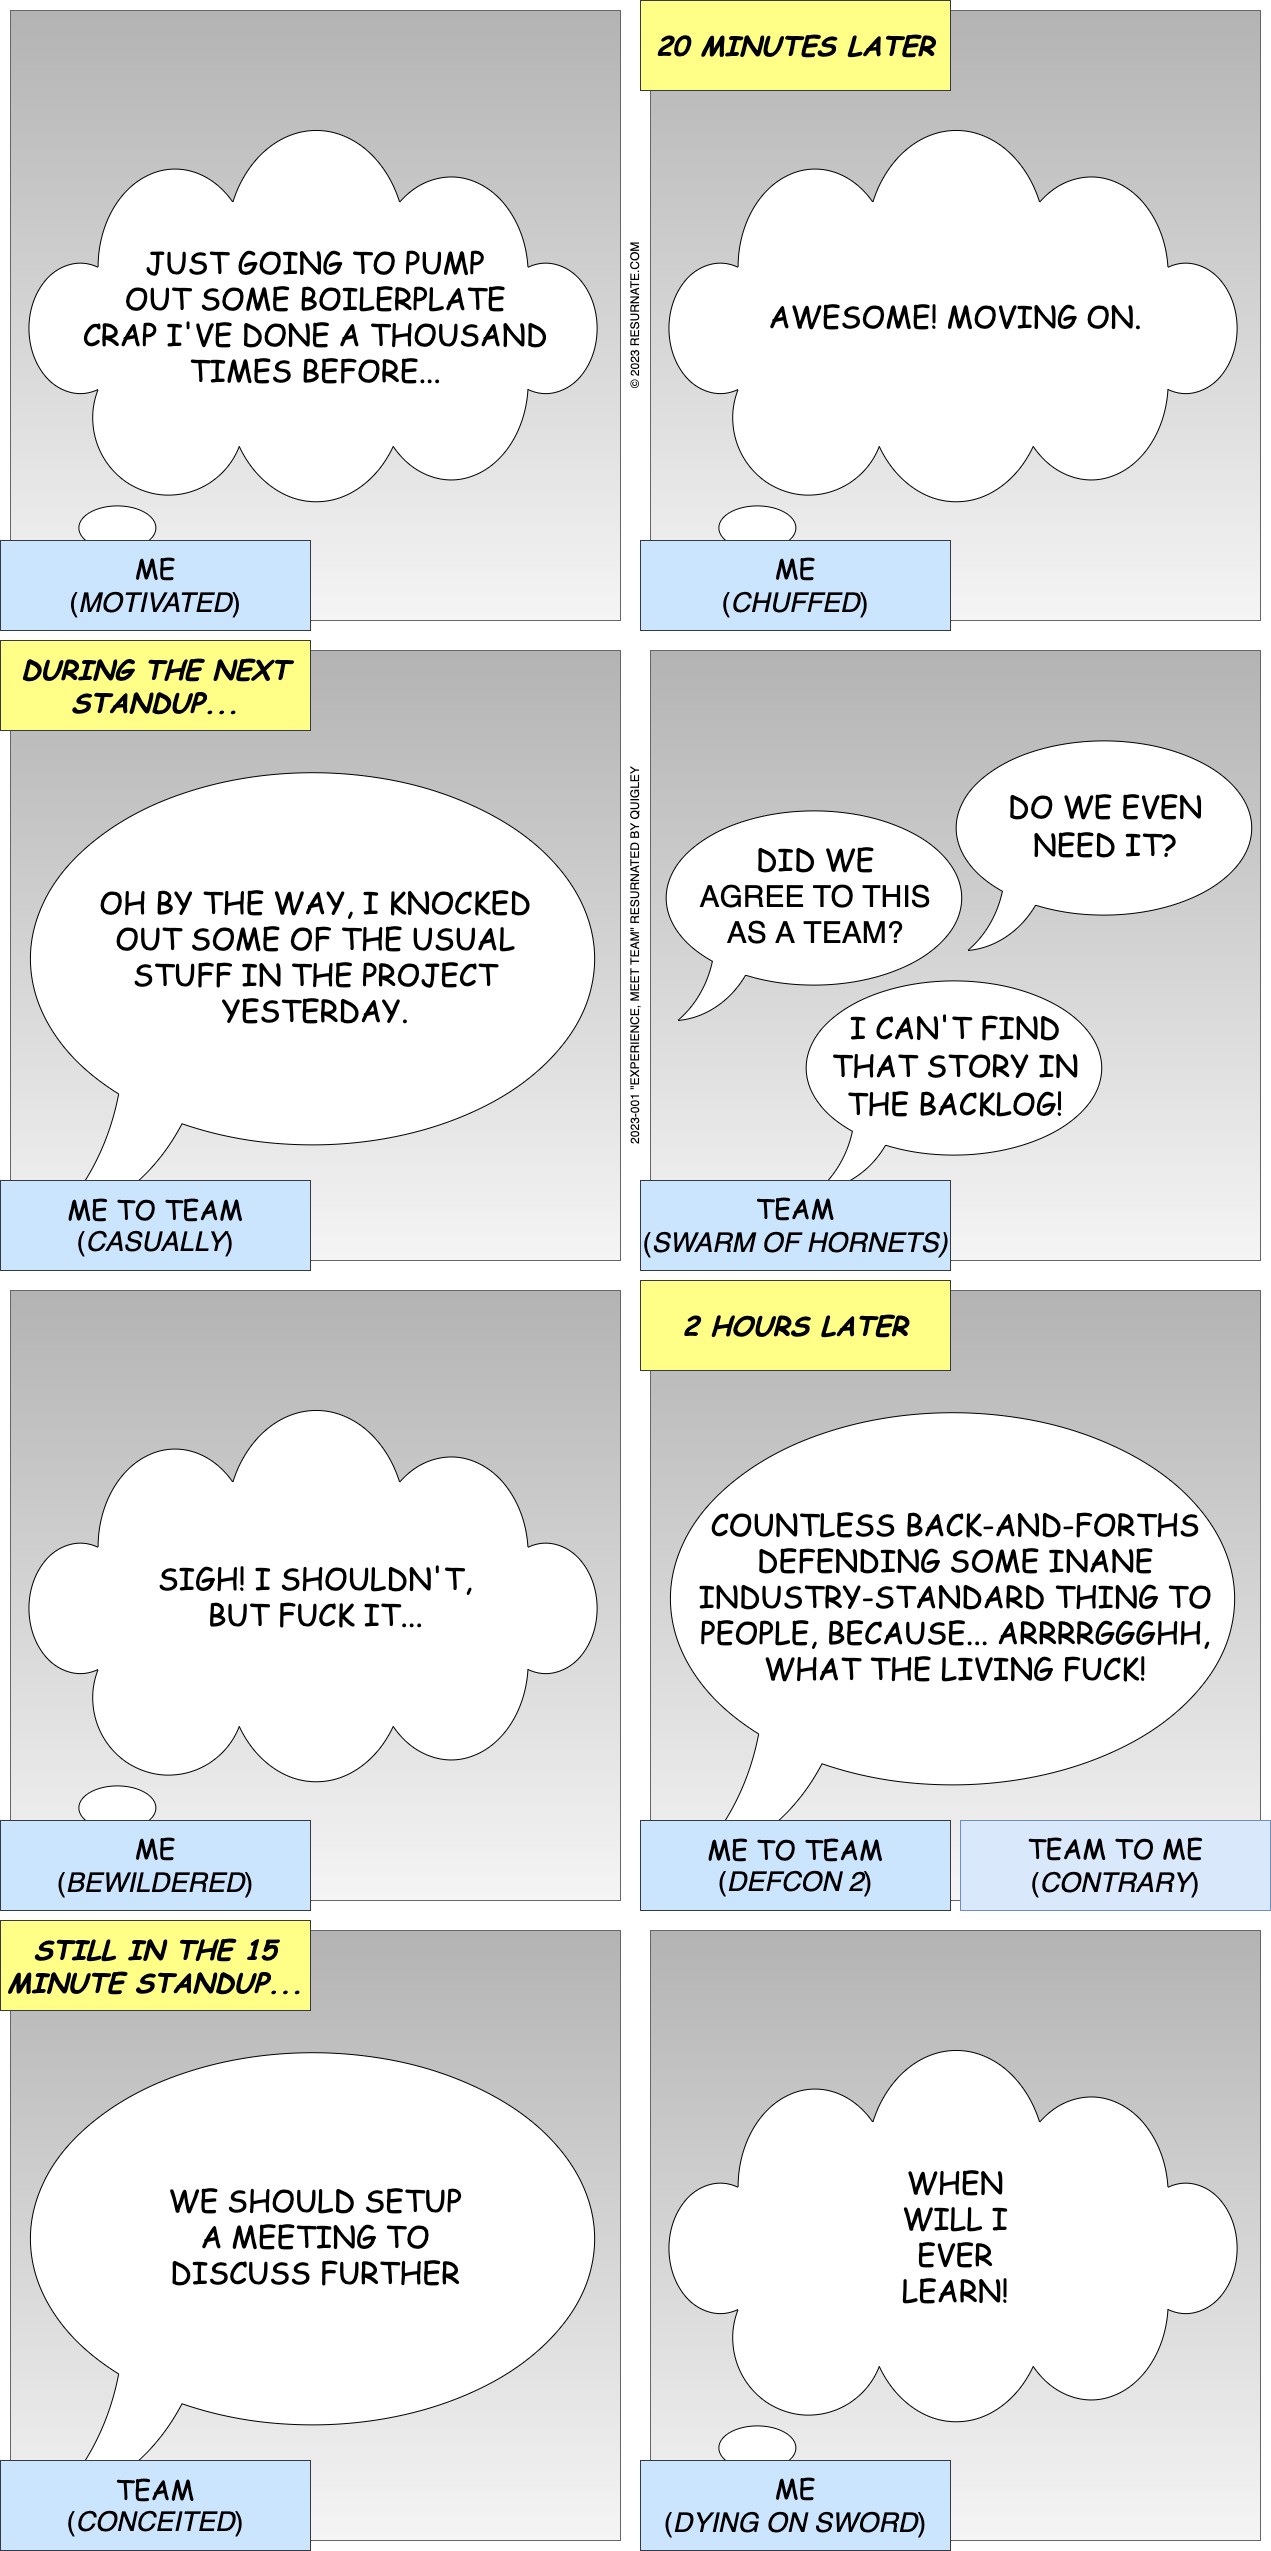 JUST GOING TO PUMP
OUT SOME BOILERPLATE
CRAP I'VE DONE A THOUSAND
TIMES BEFORE...
ME
(MOTIVATED)
20 MINUTES LATER
AWESOME! MOVING ON.
ME
(CHUFFED)
© 2023 RESURNATE.COM
DURING THE NEXT
STANDUP...
OH BY THE WAY, I KNOCKED
OUT SOME OF THE USUAL
STUFF IN THE PROJECT
YESTERDAY.
ME TO TEAM
(CASUALLY)
DID WE
AGREE TO THIS
AS A TEAM?
DO WE EVEN
NEED IT?
I CAN'T FIND
THAT STORY IN
THE BACKLOG!
TEAM
(SWARM OF HORNETS)
2023-001 "EXPERIENCE, MEET TEAM" RESURNATED BY QUIGLEY
SIGH! I SHOULDN'T,
BUT FUCK IT...
ME
(BEWILDERED)
2 HOURS LATER
COUNTLESS BACK-AND-FORTHS
DEFENDING SOME INANE
INDUSTRY-STANDARD THING TO
PEOPLE, BECAUSE... ARRRRGGGHH,
WHAT THE LIVING FUCK!
ME TO TEAM
(DEFCON 2)
TEAM TO ME
(CONTRARY)
STILL IN THE 15
MINUTE STANDUP...
WE SHOULD SETUP
A MEETING TO
DISCUSS FURTHER
TEAM
(CONCEITED)
WHEN
WILL I
EVER
LEARN!
ME
(DYING ON SWORD)